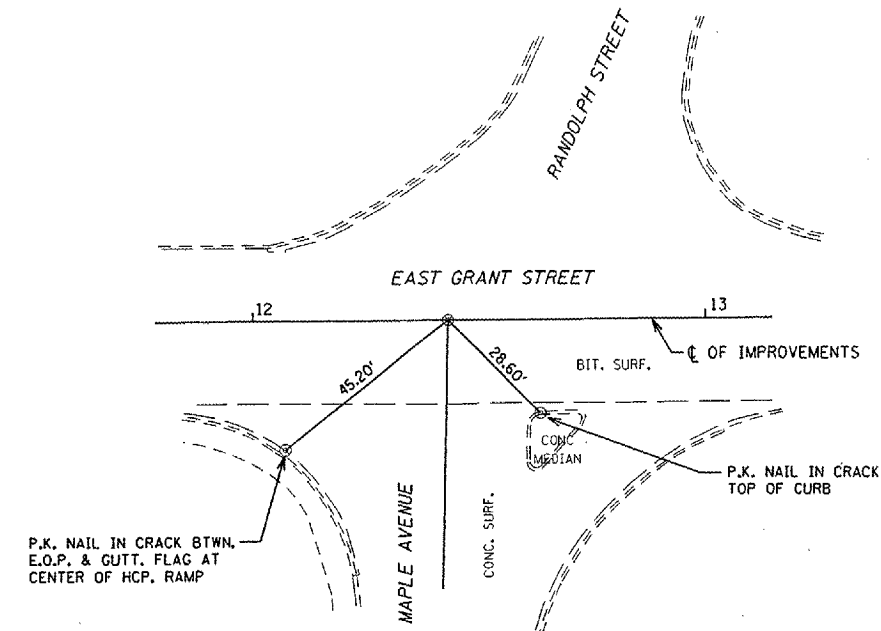 RANDOLPH STREET
EAST GRANT STREET
12
13
℄ OF IMPROVEMENTS
45.20'
28.60'
BIT. SURF.
CONC
MEDIAN
P.K. NAIL IN CRACK
TOP OF CURB
MAPLE AVENUE
CONC. SURF.
P.K. NAIL IN CRACK BTWN.
E.O.P. & GUTT. FLAG AT
CENTER OF HCP. RAMP